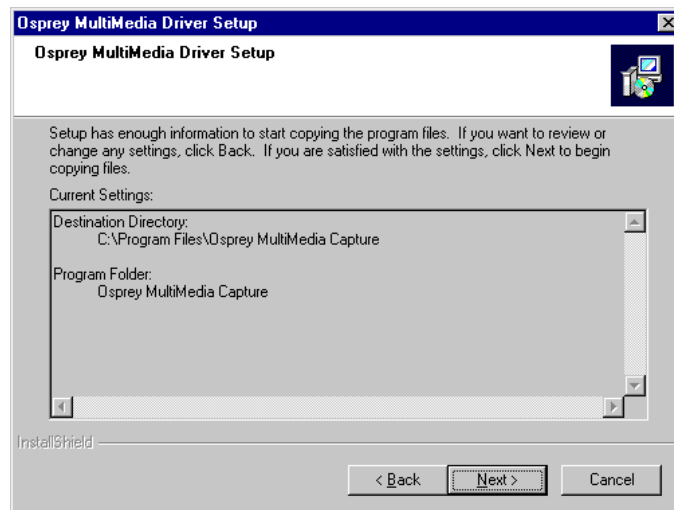 Osprey MultiMedia Driver Setup
Osprey MultiMedia Driver Setup
Setup has enough information to start copying the program files.  If you want to review or
change any settings, click Back.  If you are satisfied with the settings, click Next to begin
copying files.
Current Settings:
Destination Directory:
C:\Program Files\Osprey MultiMedia Capture
Program Folder:
Osprey MultiMedia Capture
InstallShield
< Back
Next >
Cancel